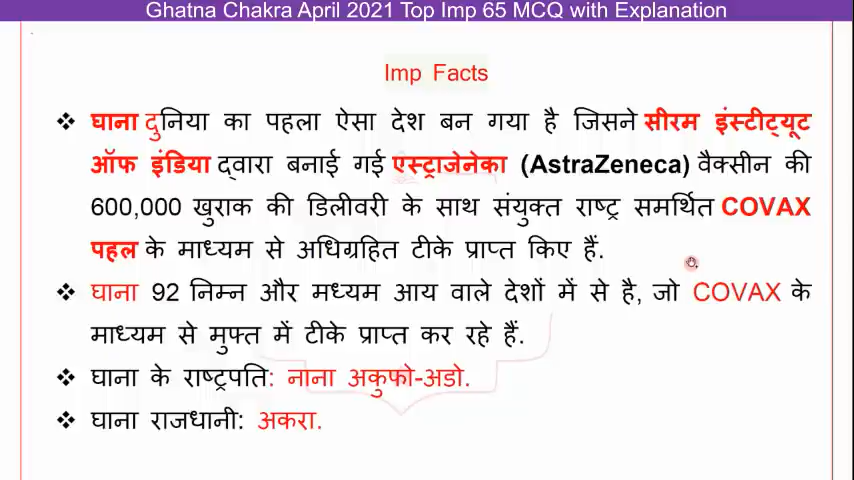 Ghatna Chakra April 2021 Top Imp 65 MCQ with Explanation
Imp Facts
❖ घाना दुनिया का पहला ऐसा देश बन गया है जिसने सीरम इंस्टीट्यूट
ऑफ इंडिया द्वारा बनाई गई एस्ट्राजेनेका (AstraZeneca) वैक्सीन की
600,000 खुराक की डिलीवरी के साथ संयुक्त राष्ट्र समर्थित COVAX
पहल के माध्यम से अधिग्रहित टीके प्राप्त किए हैं.
❖ घाना 92 निम्न और मध्यम आय वाले देशों में से है, जो COVAX के
माध्यम से मुफ्त में टीके प्राप्त कर रहे हैं.
❖ घाना के राष्ट्रपति: नाना अकुफो-अडो.
❖ घाना राजधानी: अकरा.